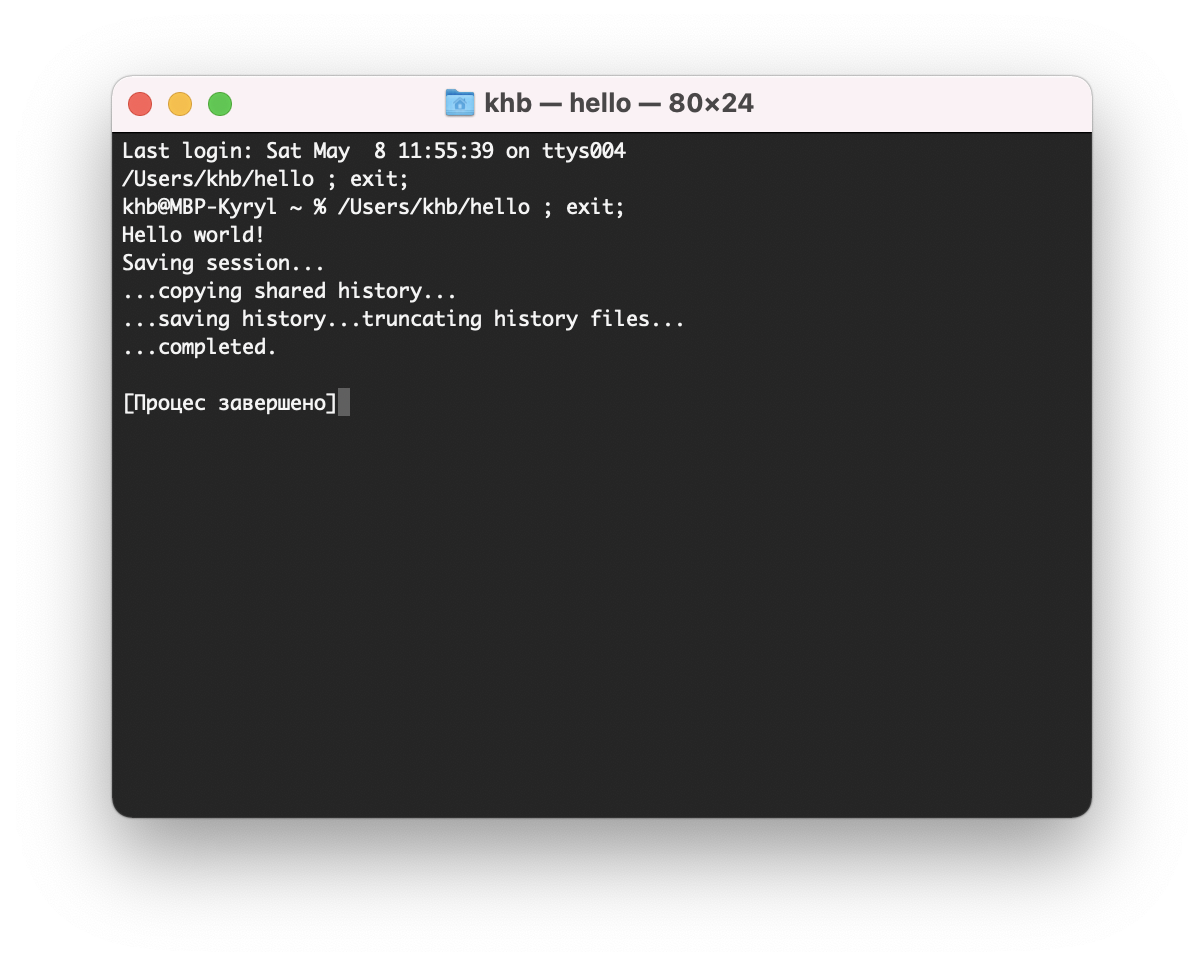 khb — hello — 80×24
Last login: Sat May  8 11:55:39 on ttys004
/Users/khb/hello ; exit;
khb@MBP-Kyryl ~ % /Users/khb/hello ; exit;
Hello world!
Saving session...
...copying shared history...
...saving history...truncating history files...
...completed.

[Процес завершено]